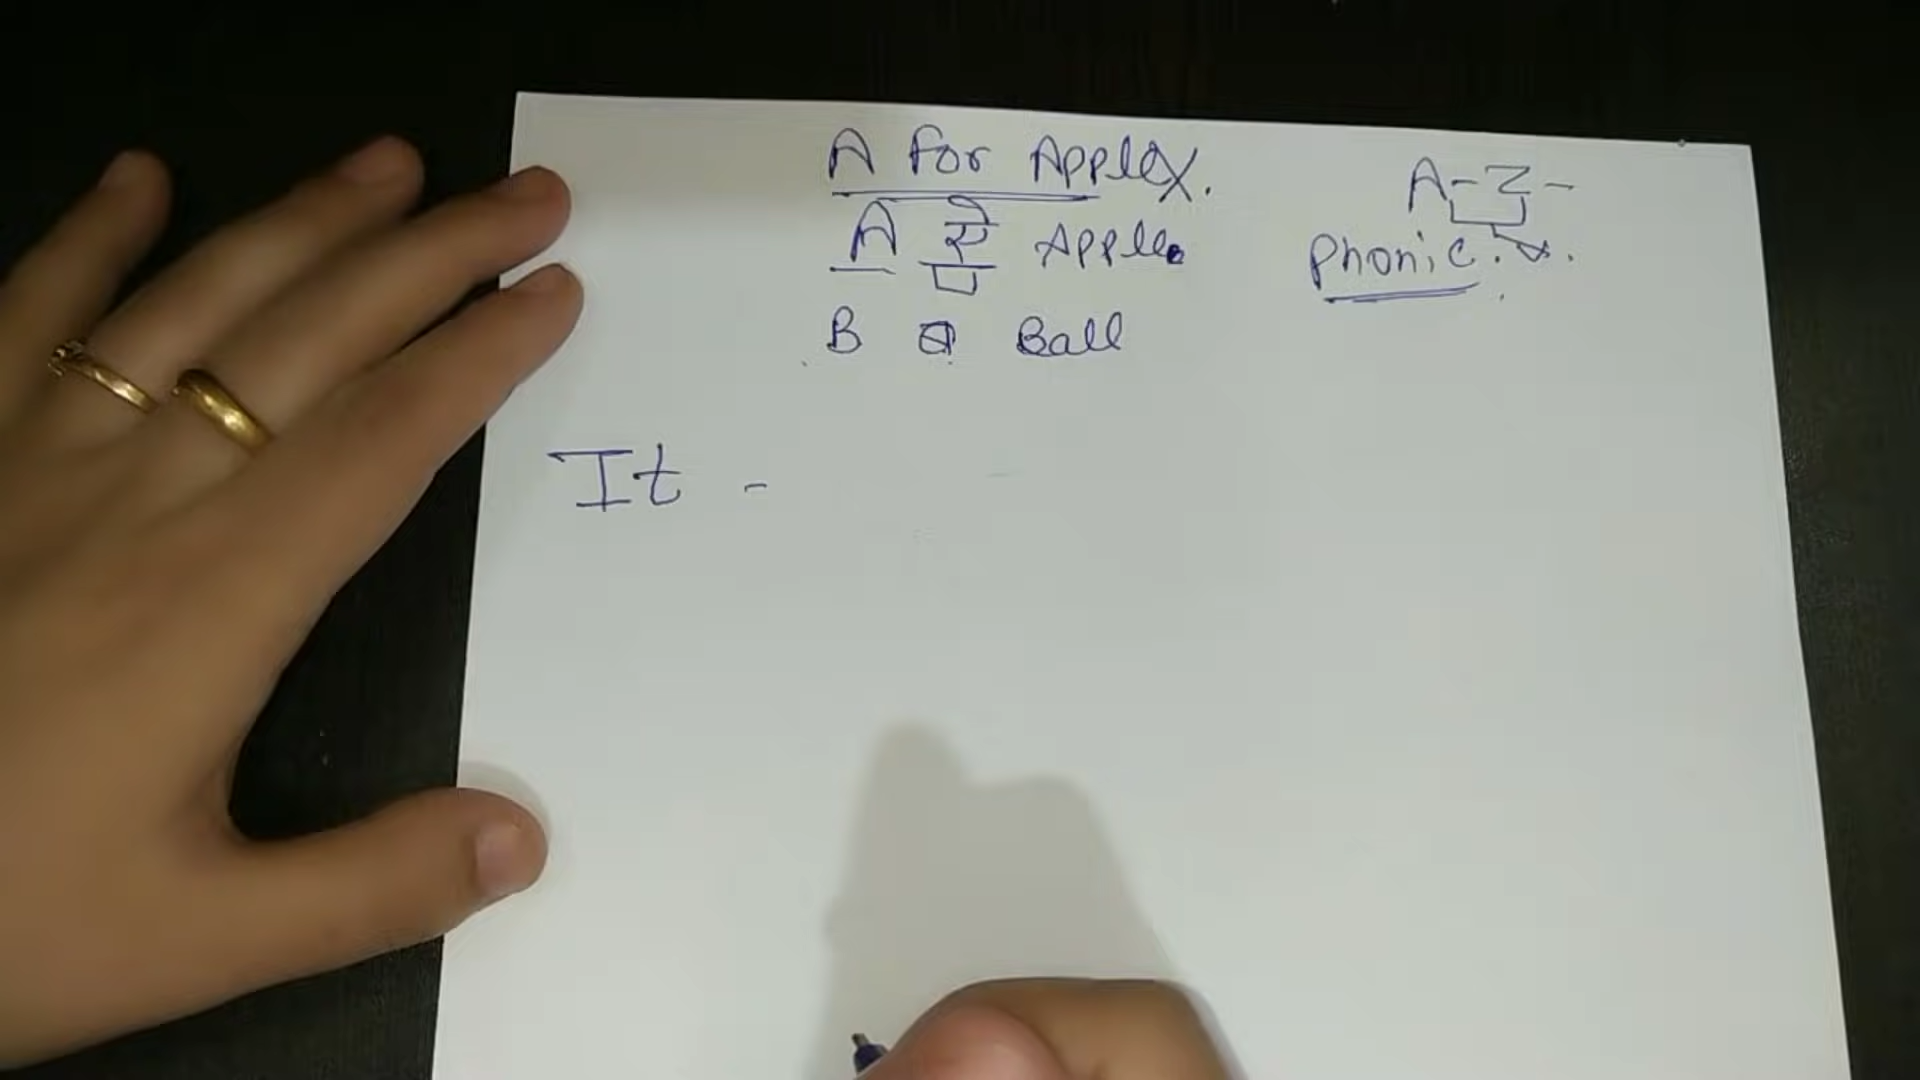 A for Apple X.
A ऐ Apple
B ब Ball
A - Z -
Phonic.
It -